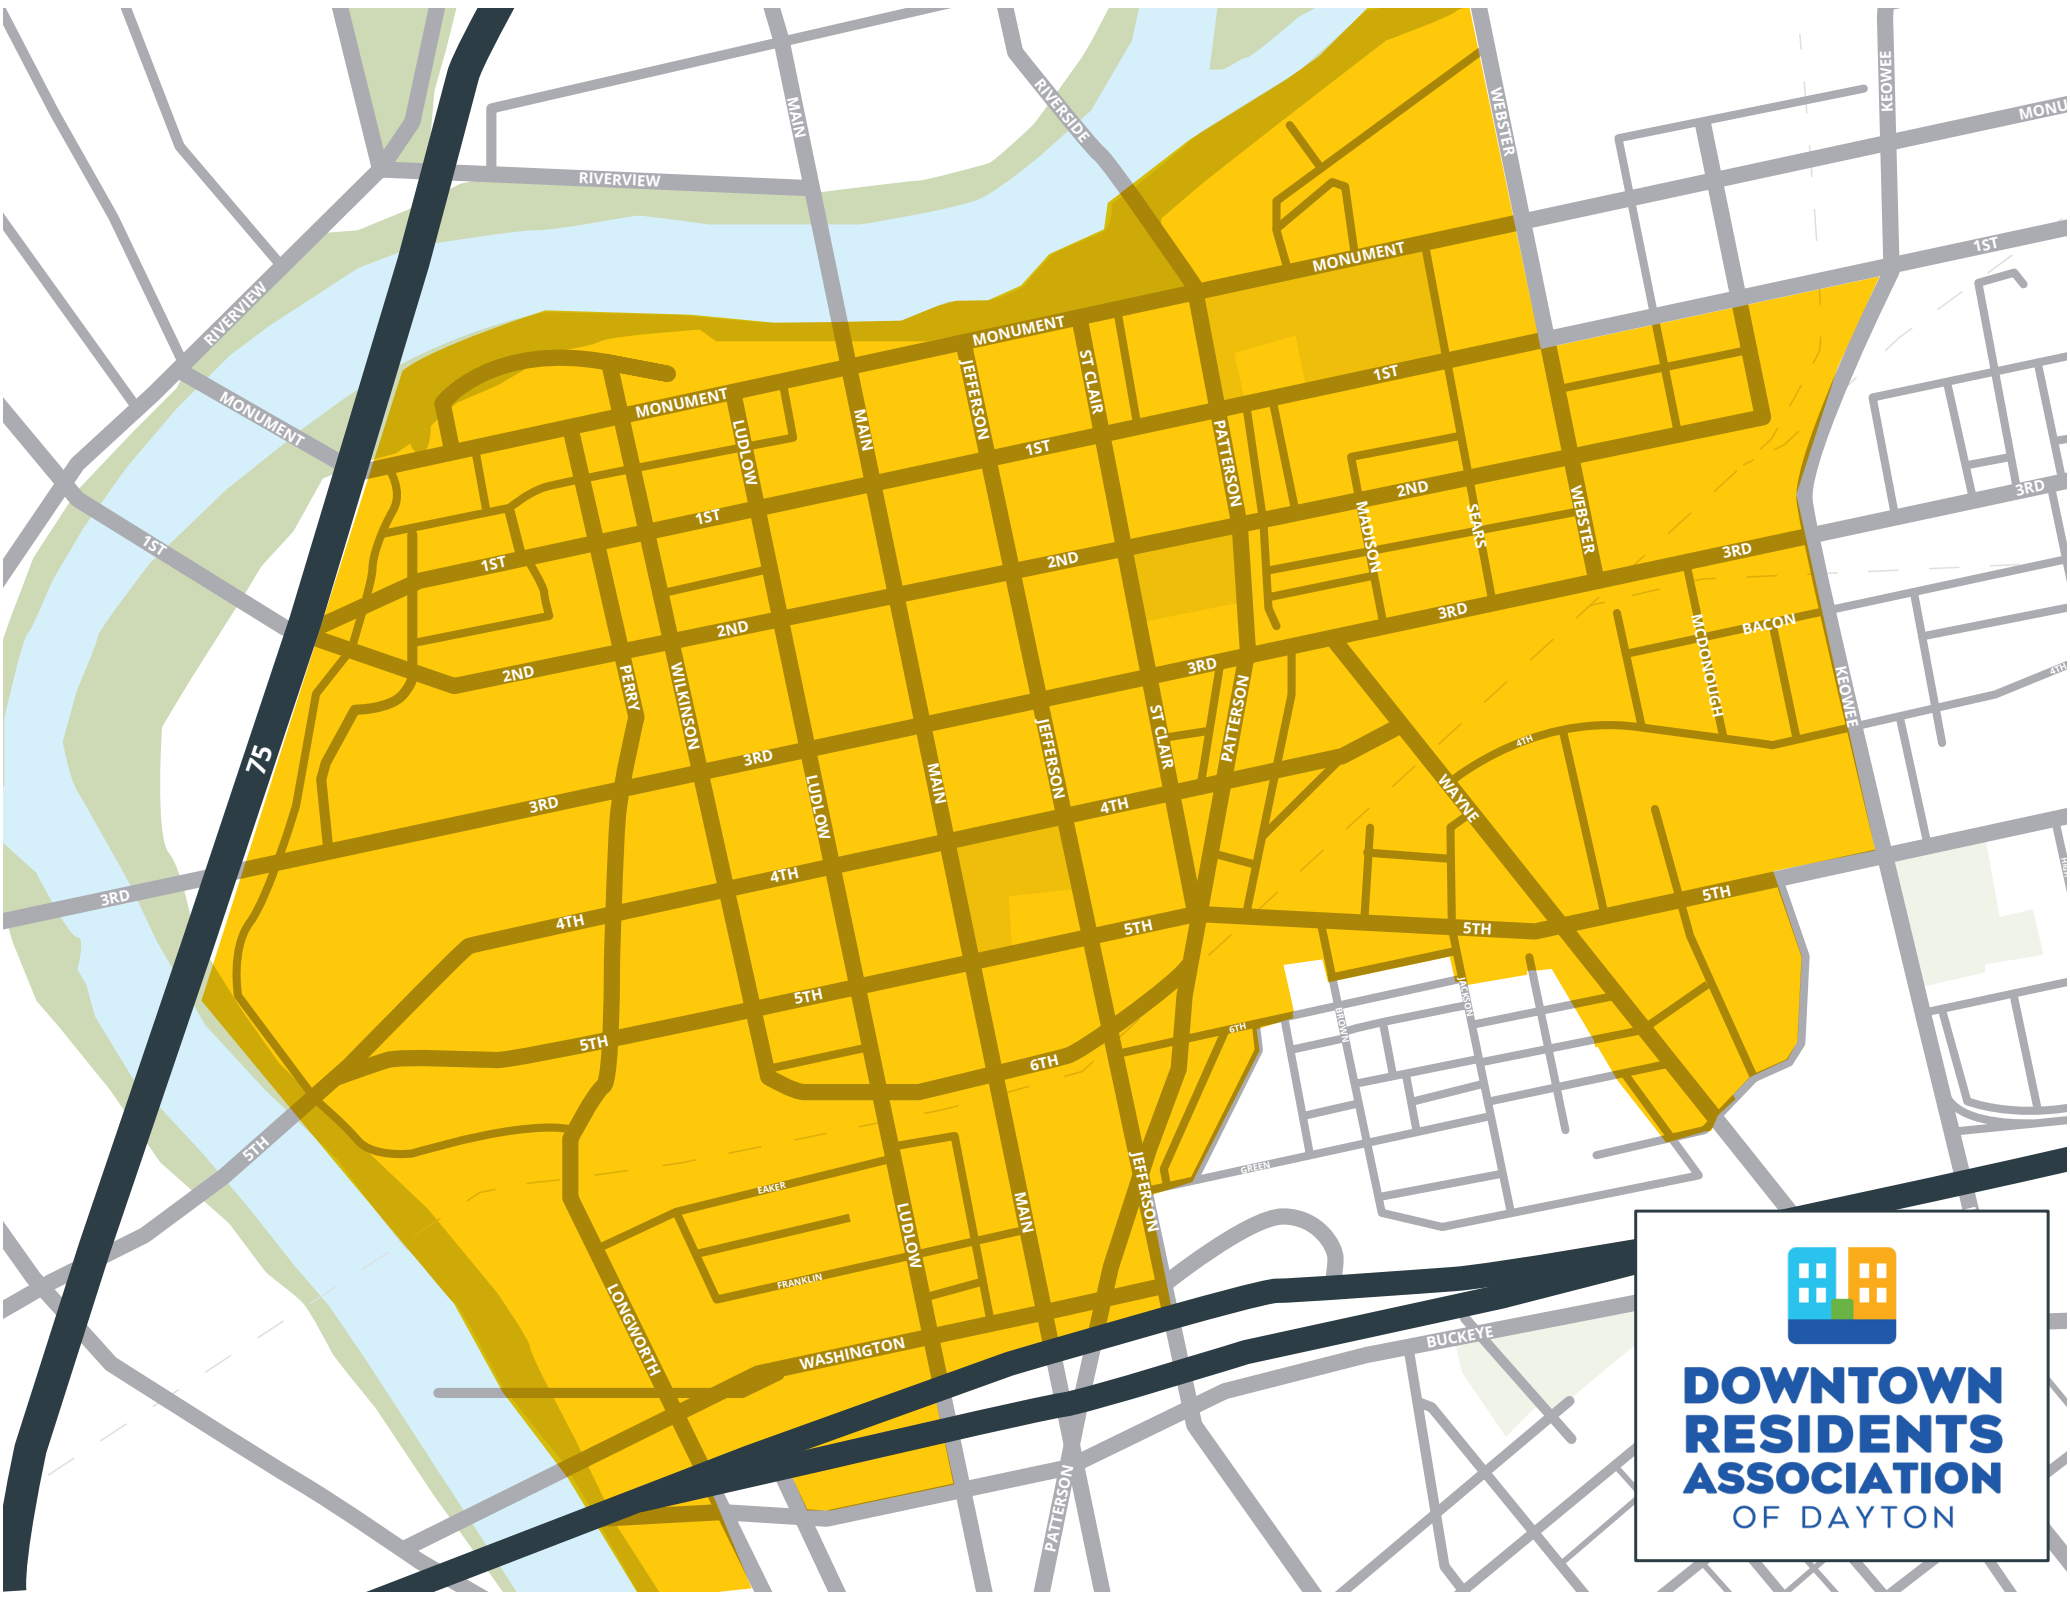 KEOWEE
MAIN
RIVERSIDE
WEBSTER
MONU
RIVERVIEW
1ST
MONUMENT
RIVERVIEW
MONUMENT
JEFFERSON
ST CLAIR
1ST
MONUMENT
MONUMENT
LUDLOW
MAIN
1ST
PATTERSON
2ND
3RD
1ST
1ST
MADISON
SEARS
WEBSTER
1ST
2ND
3RD
3RD
BACON
MCDONOUGH
2ND
2ND
PERRY
WILKINSON
3RD
4TH
KEOWEE
JEFFERSON
ST CLAIR
PATTERSON
4TH
75
3RD
LUDLOW
MAIN
WAYNE
3RD
4TH
4TH
3RD
4TH
5TH
5TH
5TH
5TH
JACKSON
BROWN
6TH
5TH
6TH
5TH
GREEN
EAKER
JEFFERSON
MAIN
LUDLOW
FRANKLIN
LONGWORTH
WASHINGTON
BUCKEYE
PATTERSON
DOWNTOWN
RESIDENTS
ASSOCIATION
OF DAYTON